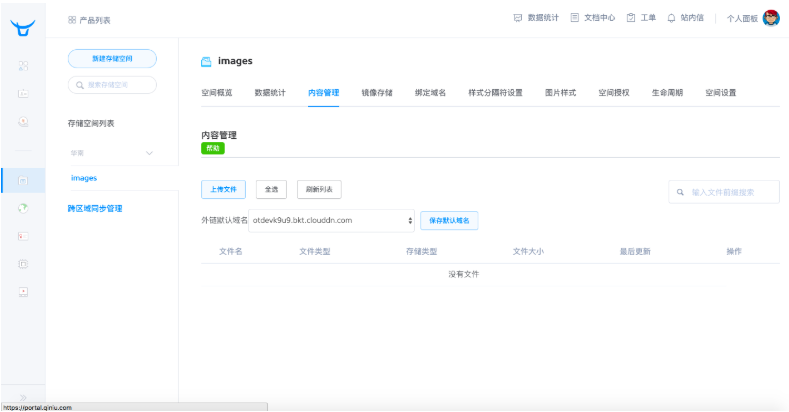 产品列表
数据统计 文档中心 工单 站内信 个人面板
新建存储空间
搜索存储空间
存储空间列表
华南
images
跨区域同步管理
images
空间概览 数据统计 内容管理 镜像存储 绑定域名 样式分隔符设置 图片样式 空间授权 生命周期 空间设置
内容管理
帮助
上传文件 全选 刷新列表
输入文件前缀搜索
外链默认域名 otdevk9u9.bkt.clouddn.com 保存默认域名
文件名 文件类型 存储类型 文件大小 最后更新 操作
没有文件
https://portal.qiniu.com